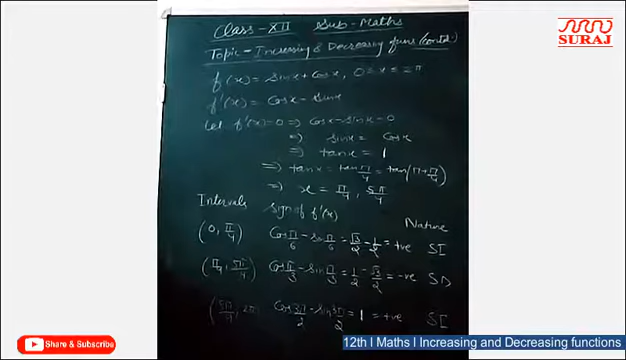 Class - XII Sub - Maths
SURAJ
Topic - Increasing & Decreasing funs (contd.)
f(x) = sinx + cosx, 0 ≤ x ≤ 2π
f'(x) = cosx - sinx
Let f'(x) = 0 ⇒ cosx - sinx = 0
⇒ sinx = cosx
⇒ tanx = 1
⇒ tanx = tan π/4 = tan(π + π/4)
⇒ x = π/4, 5π/4
Intervals sign of f'(x) Nature
(0, π/4) cos π/6 - sin π/6 = √3/2 - 1/2 = +ve SI
(π/4, 5π/4) cos π/3 - sin π/3 = 1/2 - √3/2 = -ve SD
(5π/4, 2π) cos 3π/2 - sin 3π/2 = 1 = +ve SI
Share & Subscribe
12th I Maths I Increasing and Decreasing functions